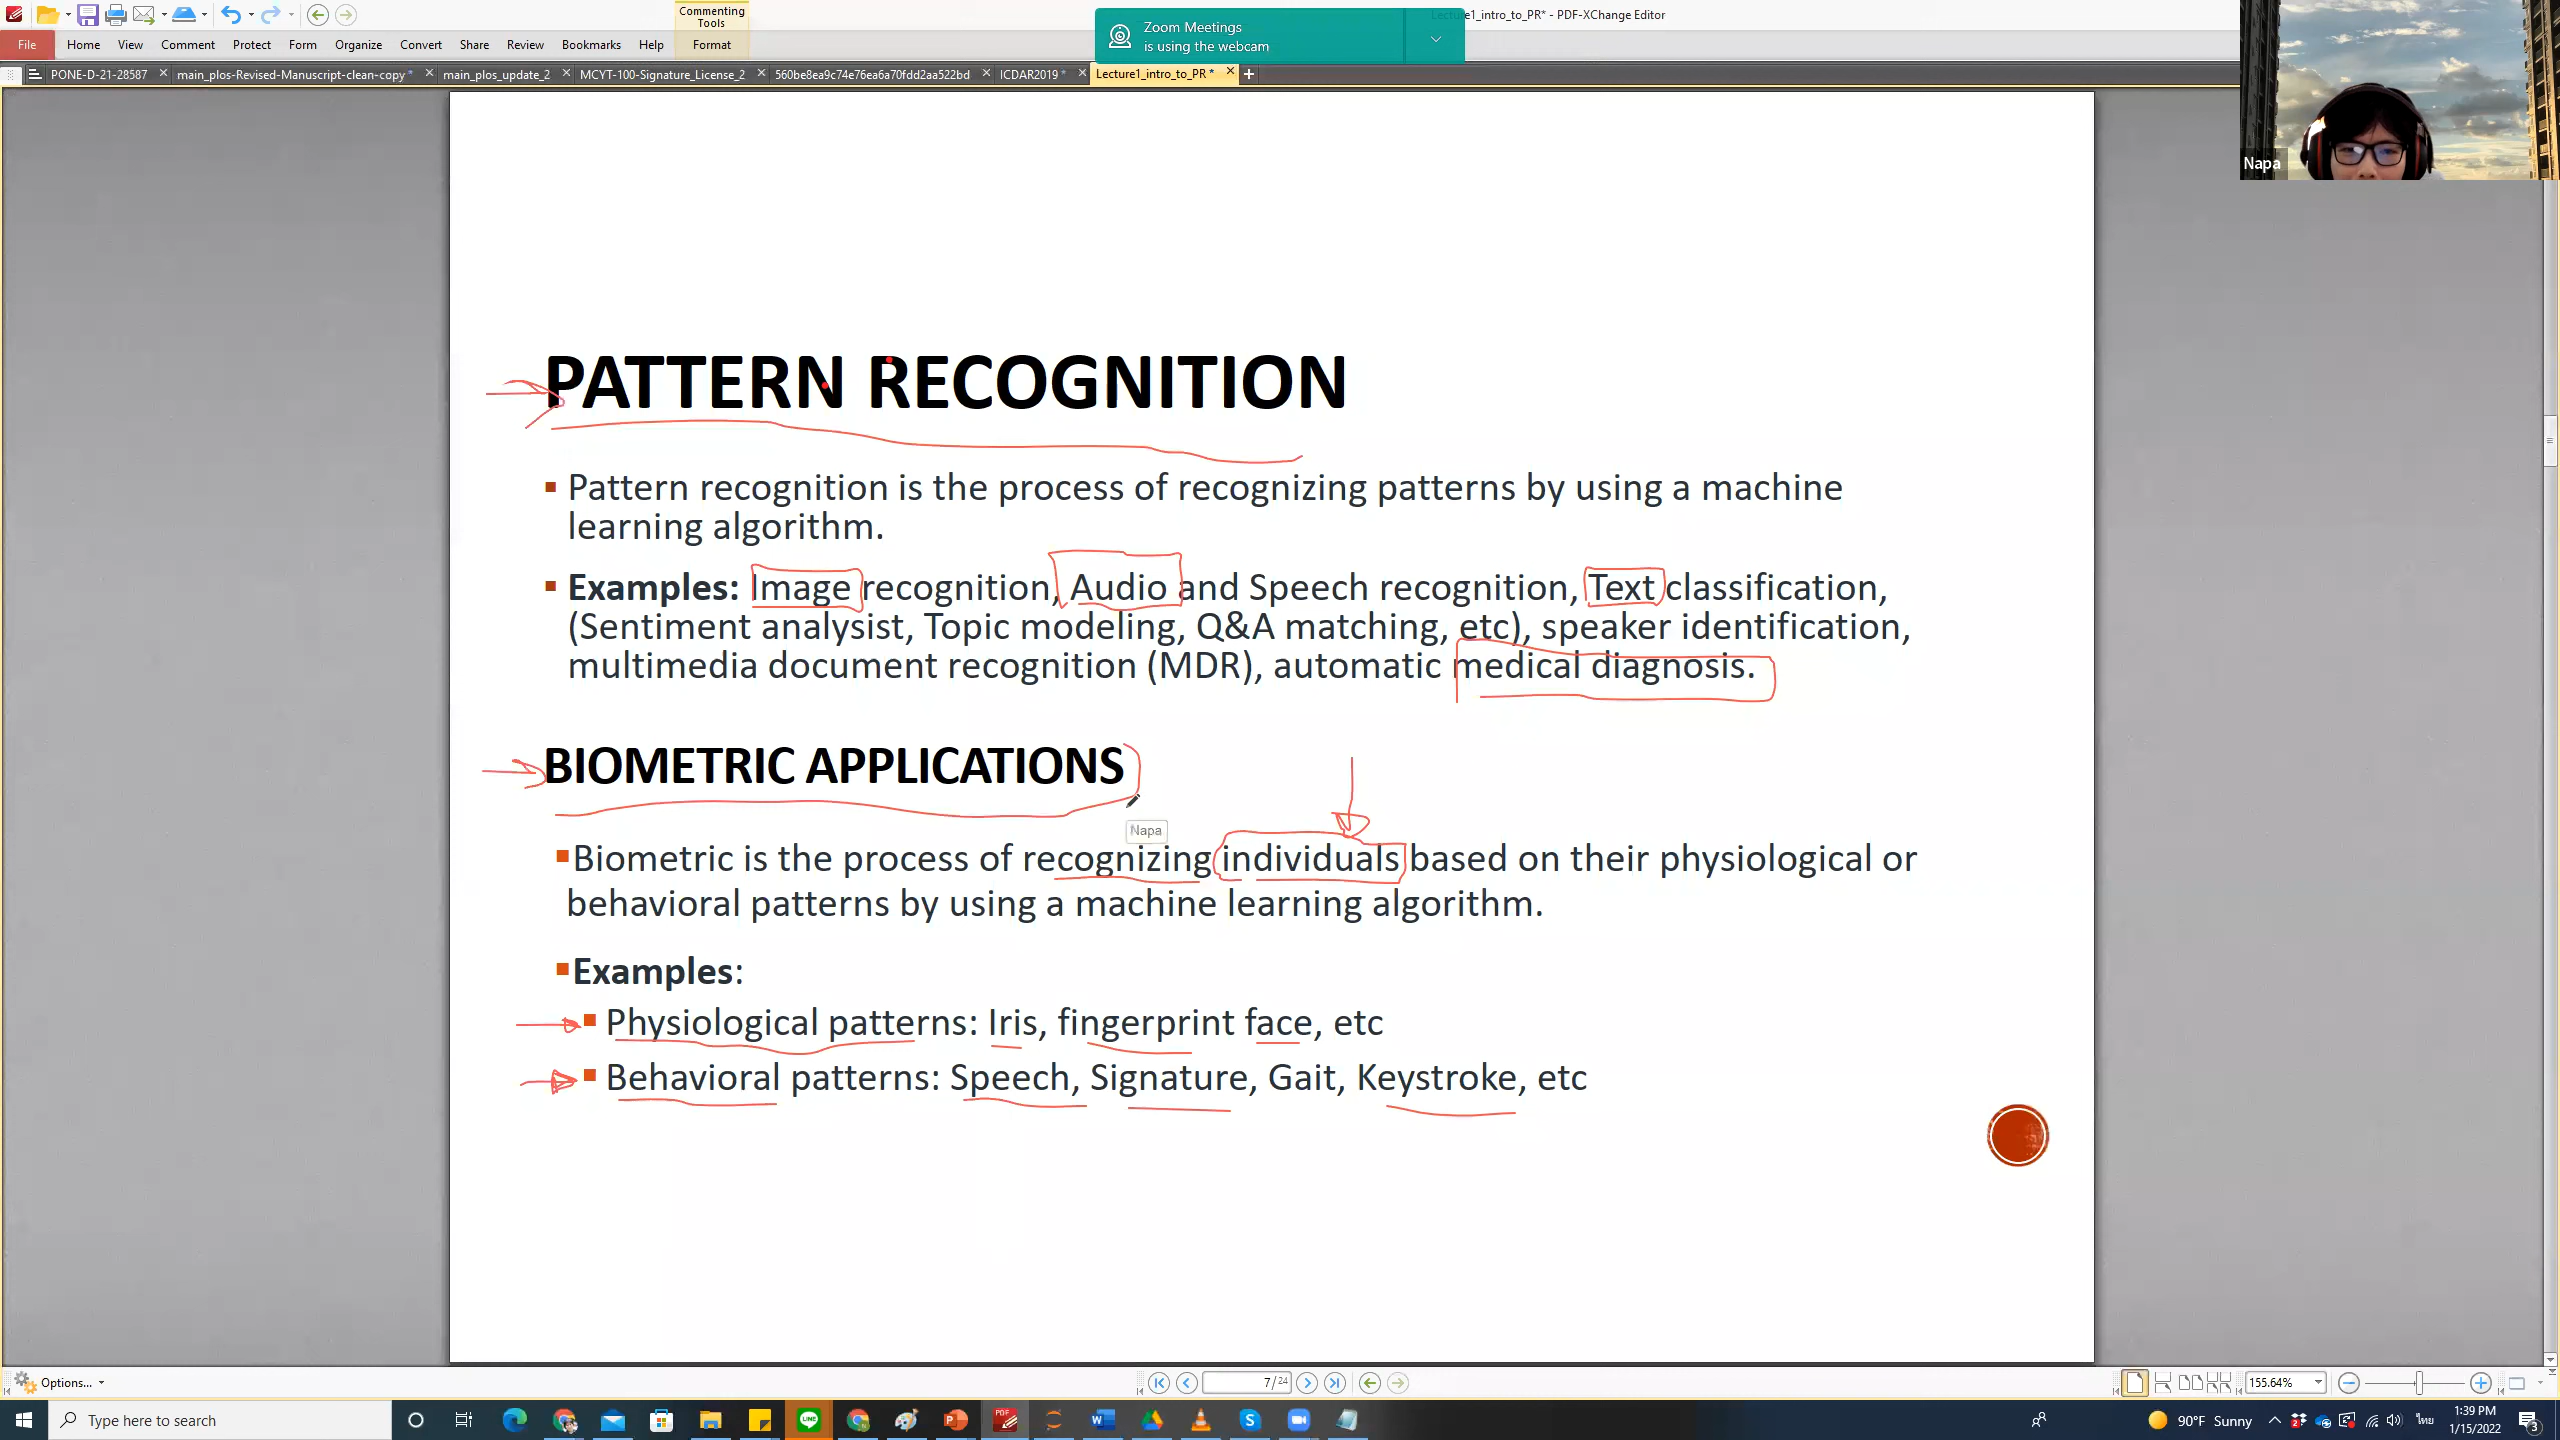 Commenting
Tools
Lecture1_intro_to_PR* - PDF-XChange Editor
Zoom Meetings
is using the webcam
File Home View Comment Protect Form Organize Convert Share Review Bookmarks Help Format
PONE-D-21-28587 main_plos-Revised-Manuscript-clean-copy * main_plos_update_2 MCYT-100-Signature_License_2 560be8ea9c74e76ea6a70fdd2aa522bd ICDAR2019 * Lecture1_intro_to_PR *
Napa
PATTERN RECOGNITION
Pattern recognition is the process of recognizing patterns by using a machine
learning algorithm.
Examples: Image recognition, Audio and Speech recognition, Text classification,
(Sentiment analysist, Topic modeling, Q&A matching, etc), speaker identification,
multimedia document recognition (MDR), automatic medical diagnosis.
BIOMETRIC APPLICATIONS
Napa
Biometric is the process of recognizing individuals based on their physiological or
behavioral patterns by using a machine learning algorithm.
Examples:
Physiological patterns: Iris, fingerprint face, etc
Behavioral patterns: Speech, Signature, Gait, Keystroke, etc
Options... 7 / 24 155.64%
Type here to search 90°F Sunny ไทย 1:39 PM
1/15/2022 3